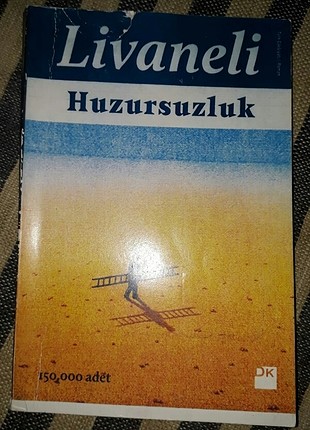 Livaneli
Huzursuzluk
150.000 adet
DK